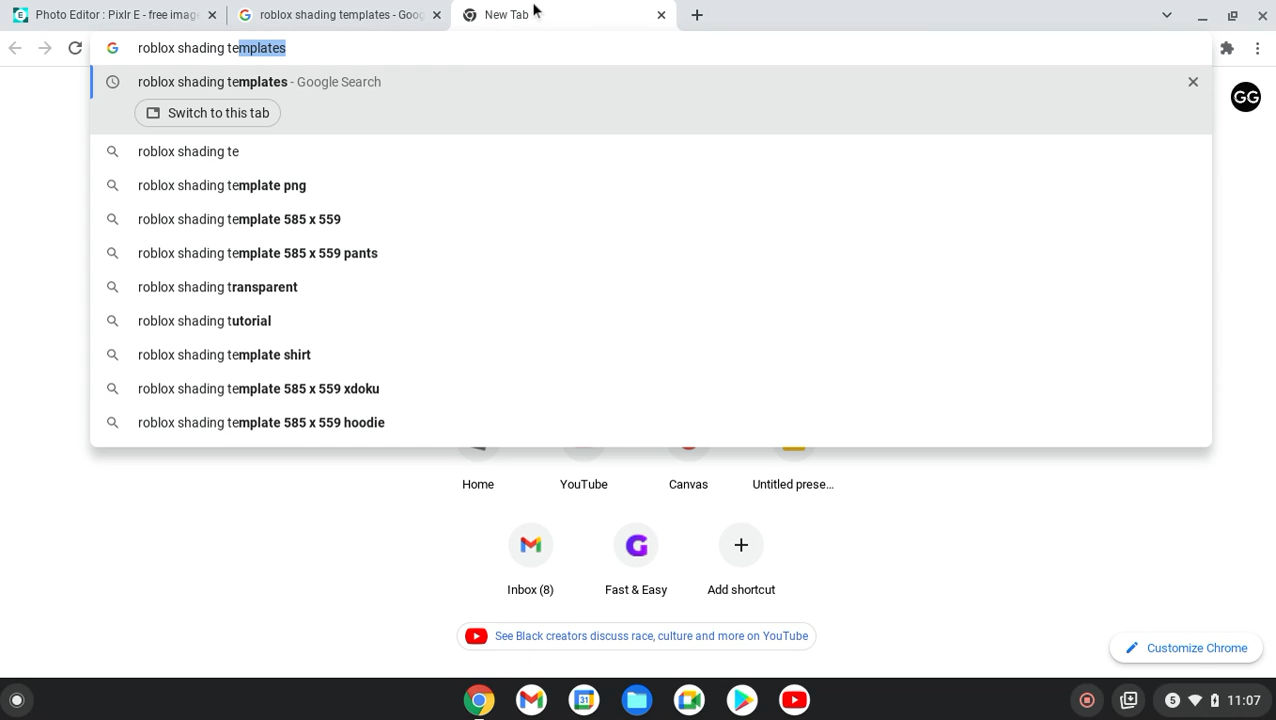 Photo Editor : Pixlr E - free imag
roblox shading templates - Goog
New Tab
roblox shading templates
roblox shading templates - Google Search
Switch to this tab
roblox shading te
roblox shading template png
roblox shading template 585 x 559
roblox shading template 585 x 559 pants
roblox shading transparent
roblox shading tutorial
roblox shading template shirt
roblox shading template 585 x 559 xdoku
roblox shading template 585 x 559 hoodie
GG
Home
YouTube
Canvas
Untitled prese...
Inbox (8)
Fast & Easy
Add shortcut
See Black creators discuss race, culture and more on YouTube
Customize Chrome
31
5
11:07